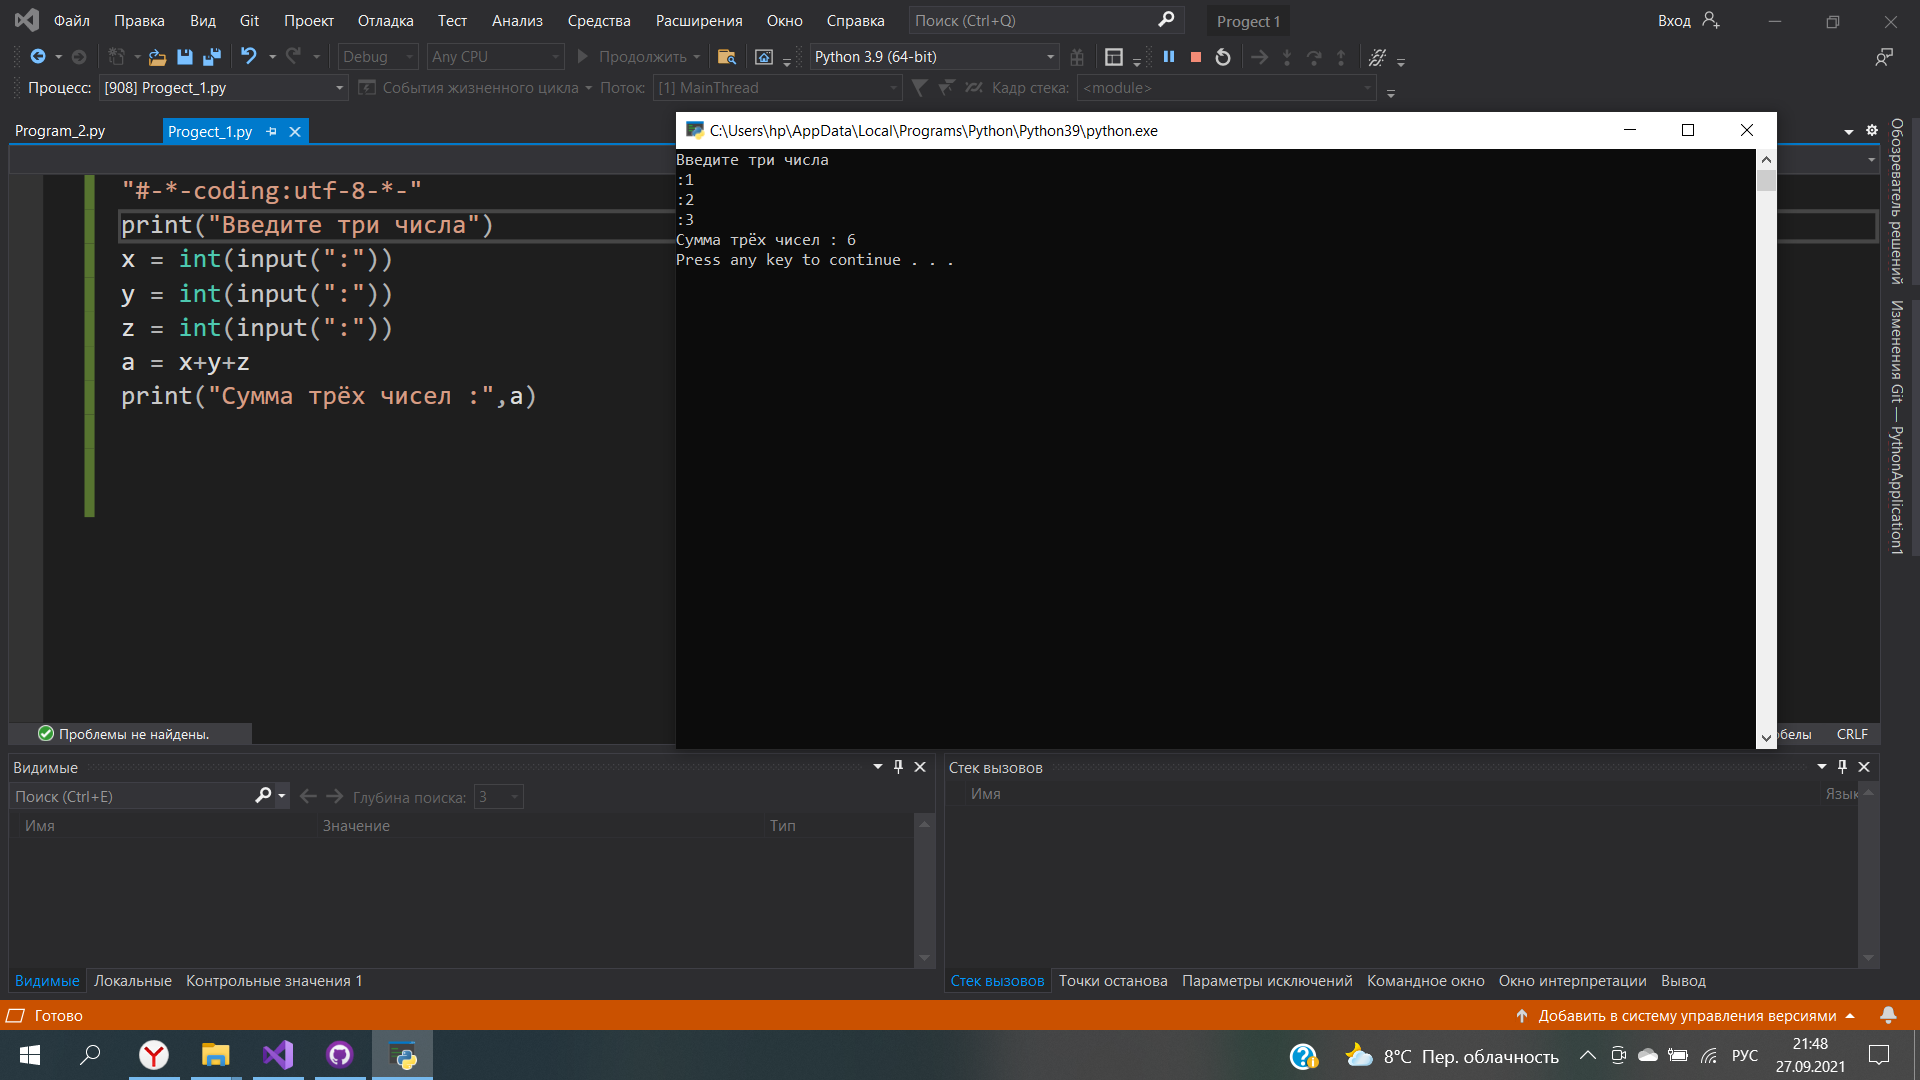 Файл Правка Вид Git Проект Отладка Тест Анализ Средства Расширения Окно Справка Поиск (Ctrl+Q) Progect 1 Вход
Debug Any CPU Продолжить Python 3.9 (64-bit)
Процесс: [908] Progect_1.py События жизненного цикла Поток: [1] MainThread Кадр стека: <module>
Program_2.py Progect_1.py
"#-*-coding:utf-8-*-"
print("Введите три числа")
x = int(input(":"))
y = int(input(":"))
z = int(input(":"))
a = x+y+z
print("Сумма трёх чисел :",a)
C:\Users\hp\AppData\Local\Programs\Python\Python39\python.exe
Введите три числа
:1
:2
:3
Сумма трёх чисел : 6
Press any key to continue . . .
Обозреватель решений
Изменения Git — PythonApplication1
Проблемы не найдены.
CRLF
Видимые
Поиск (Ctrl+E) Глубина поиска: 3
Имя Значение Тип
Видимые Локальные Контрольные значения 1
Стек вызовов
Имя Язык
Стек вызовов Точки останова Параметры исключений Командное окно Окно интерпретации Вывод
Готово Добавить в систему управления версиями
8°C Пер. облачность РУС 21:48
27.09.2021